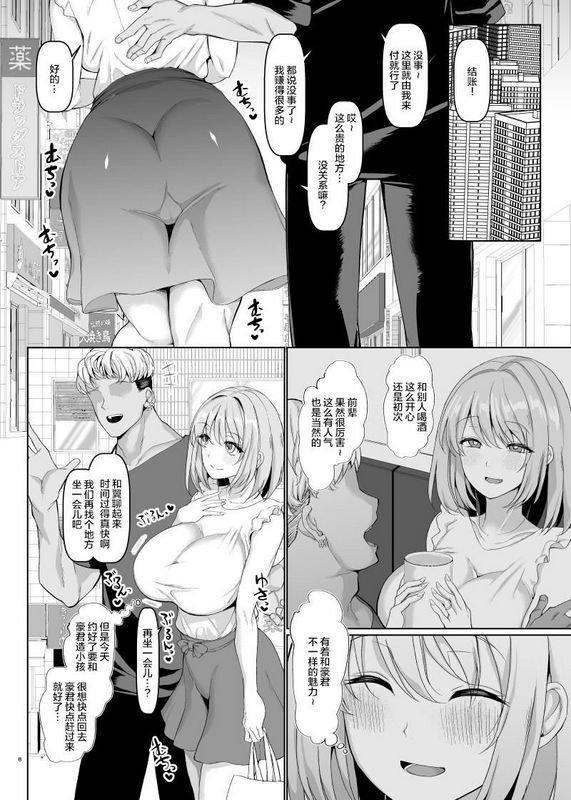 结账！
没事～
这里就由我来
付就行了
哎～
这么贵的地方…
没关系嘛？
都说没事了～
我赚得很多的
好的…
薬
ドラッグストア
むちっ
むちっ
むちっ
むちっ
大焼き鳥
和别人喝酒
这么开心
还是初次
前辈
果然很厉害～
这么有人气
也是当然的
有着和豪君
不一样的魅力～
和翼聊起来
时间过得真快啊
我们再找个地方
坐一会儿吧
ぶるん
ぶるん
ぶるん
ゆさ
再坐一会儿…？
但是今天
约好了要和
豪君造小孩
很想快点回去
豪君快点赶过来
就好了…
8